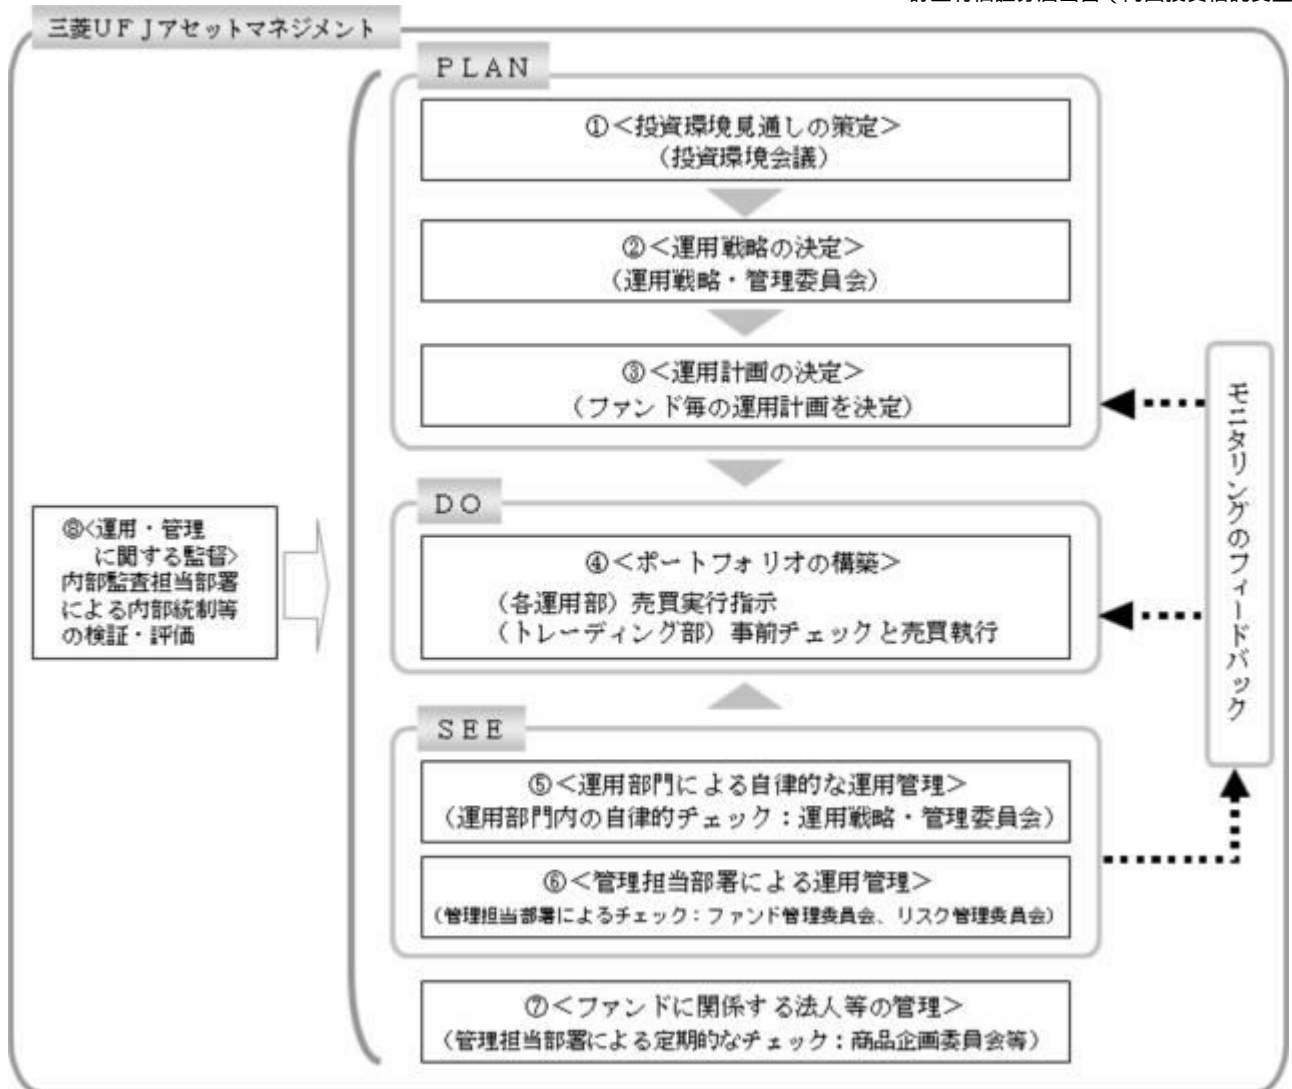 三菱UFJアセットマネジメント
PLAN
①<投資環境見通しの策定>
(投資環境会議)
②<運用戦略の決定>
(運用戦略・管理委員会)
③<運用計画の決定>
(ファンド毎の運用計画を決定)
DO
④<ポートフォリオの構築>
(各運用部)売買実行指示
(トレーディング部)事前チェックと売買執行
SEE
⑤<運用部門による自律的な運用管理>
(運用部門内の自律的チェック:運用戦略・管理委員会)
⑥<管理担当部署による運用管理>
(管理担当部署によるチェック:ファンド管理委員会、リスク管理委員会)
⑦<ファンドに関係する法人等の管理>
(管理担当部署による定期的なチェック:商品企画委員会等)
⑧<運用・管理
に関する監督>
内部監査担当部署
による内部統制等
の検証・評価
モニタリングのフィードバック